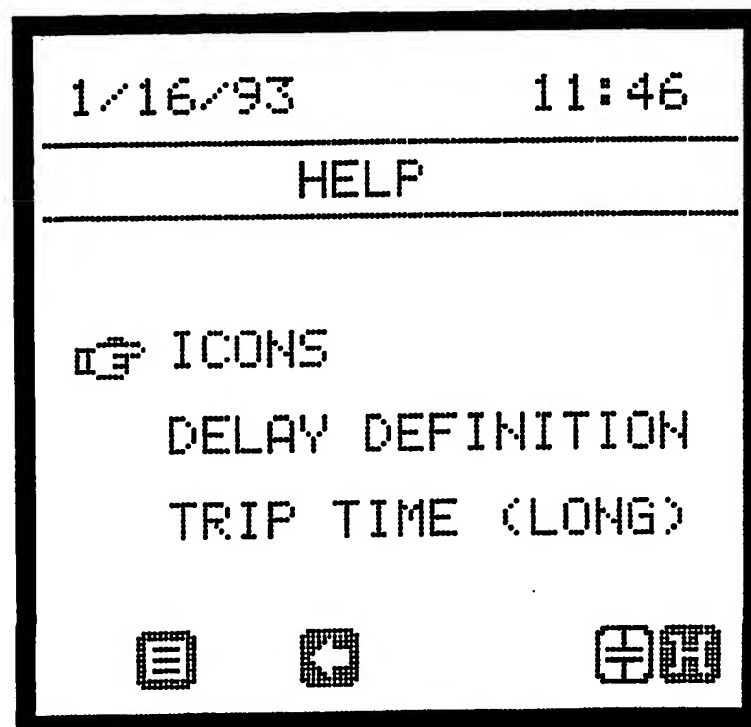 1/16/93 11:46
HELP
ICONS
DELAY DEFINITION
TRIP TIME (LONG)
H